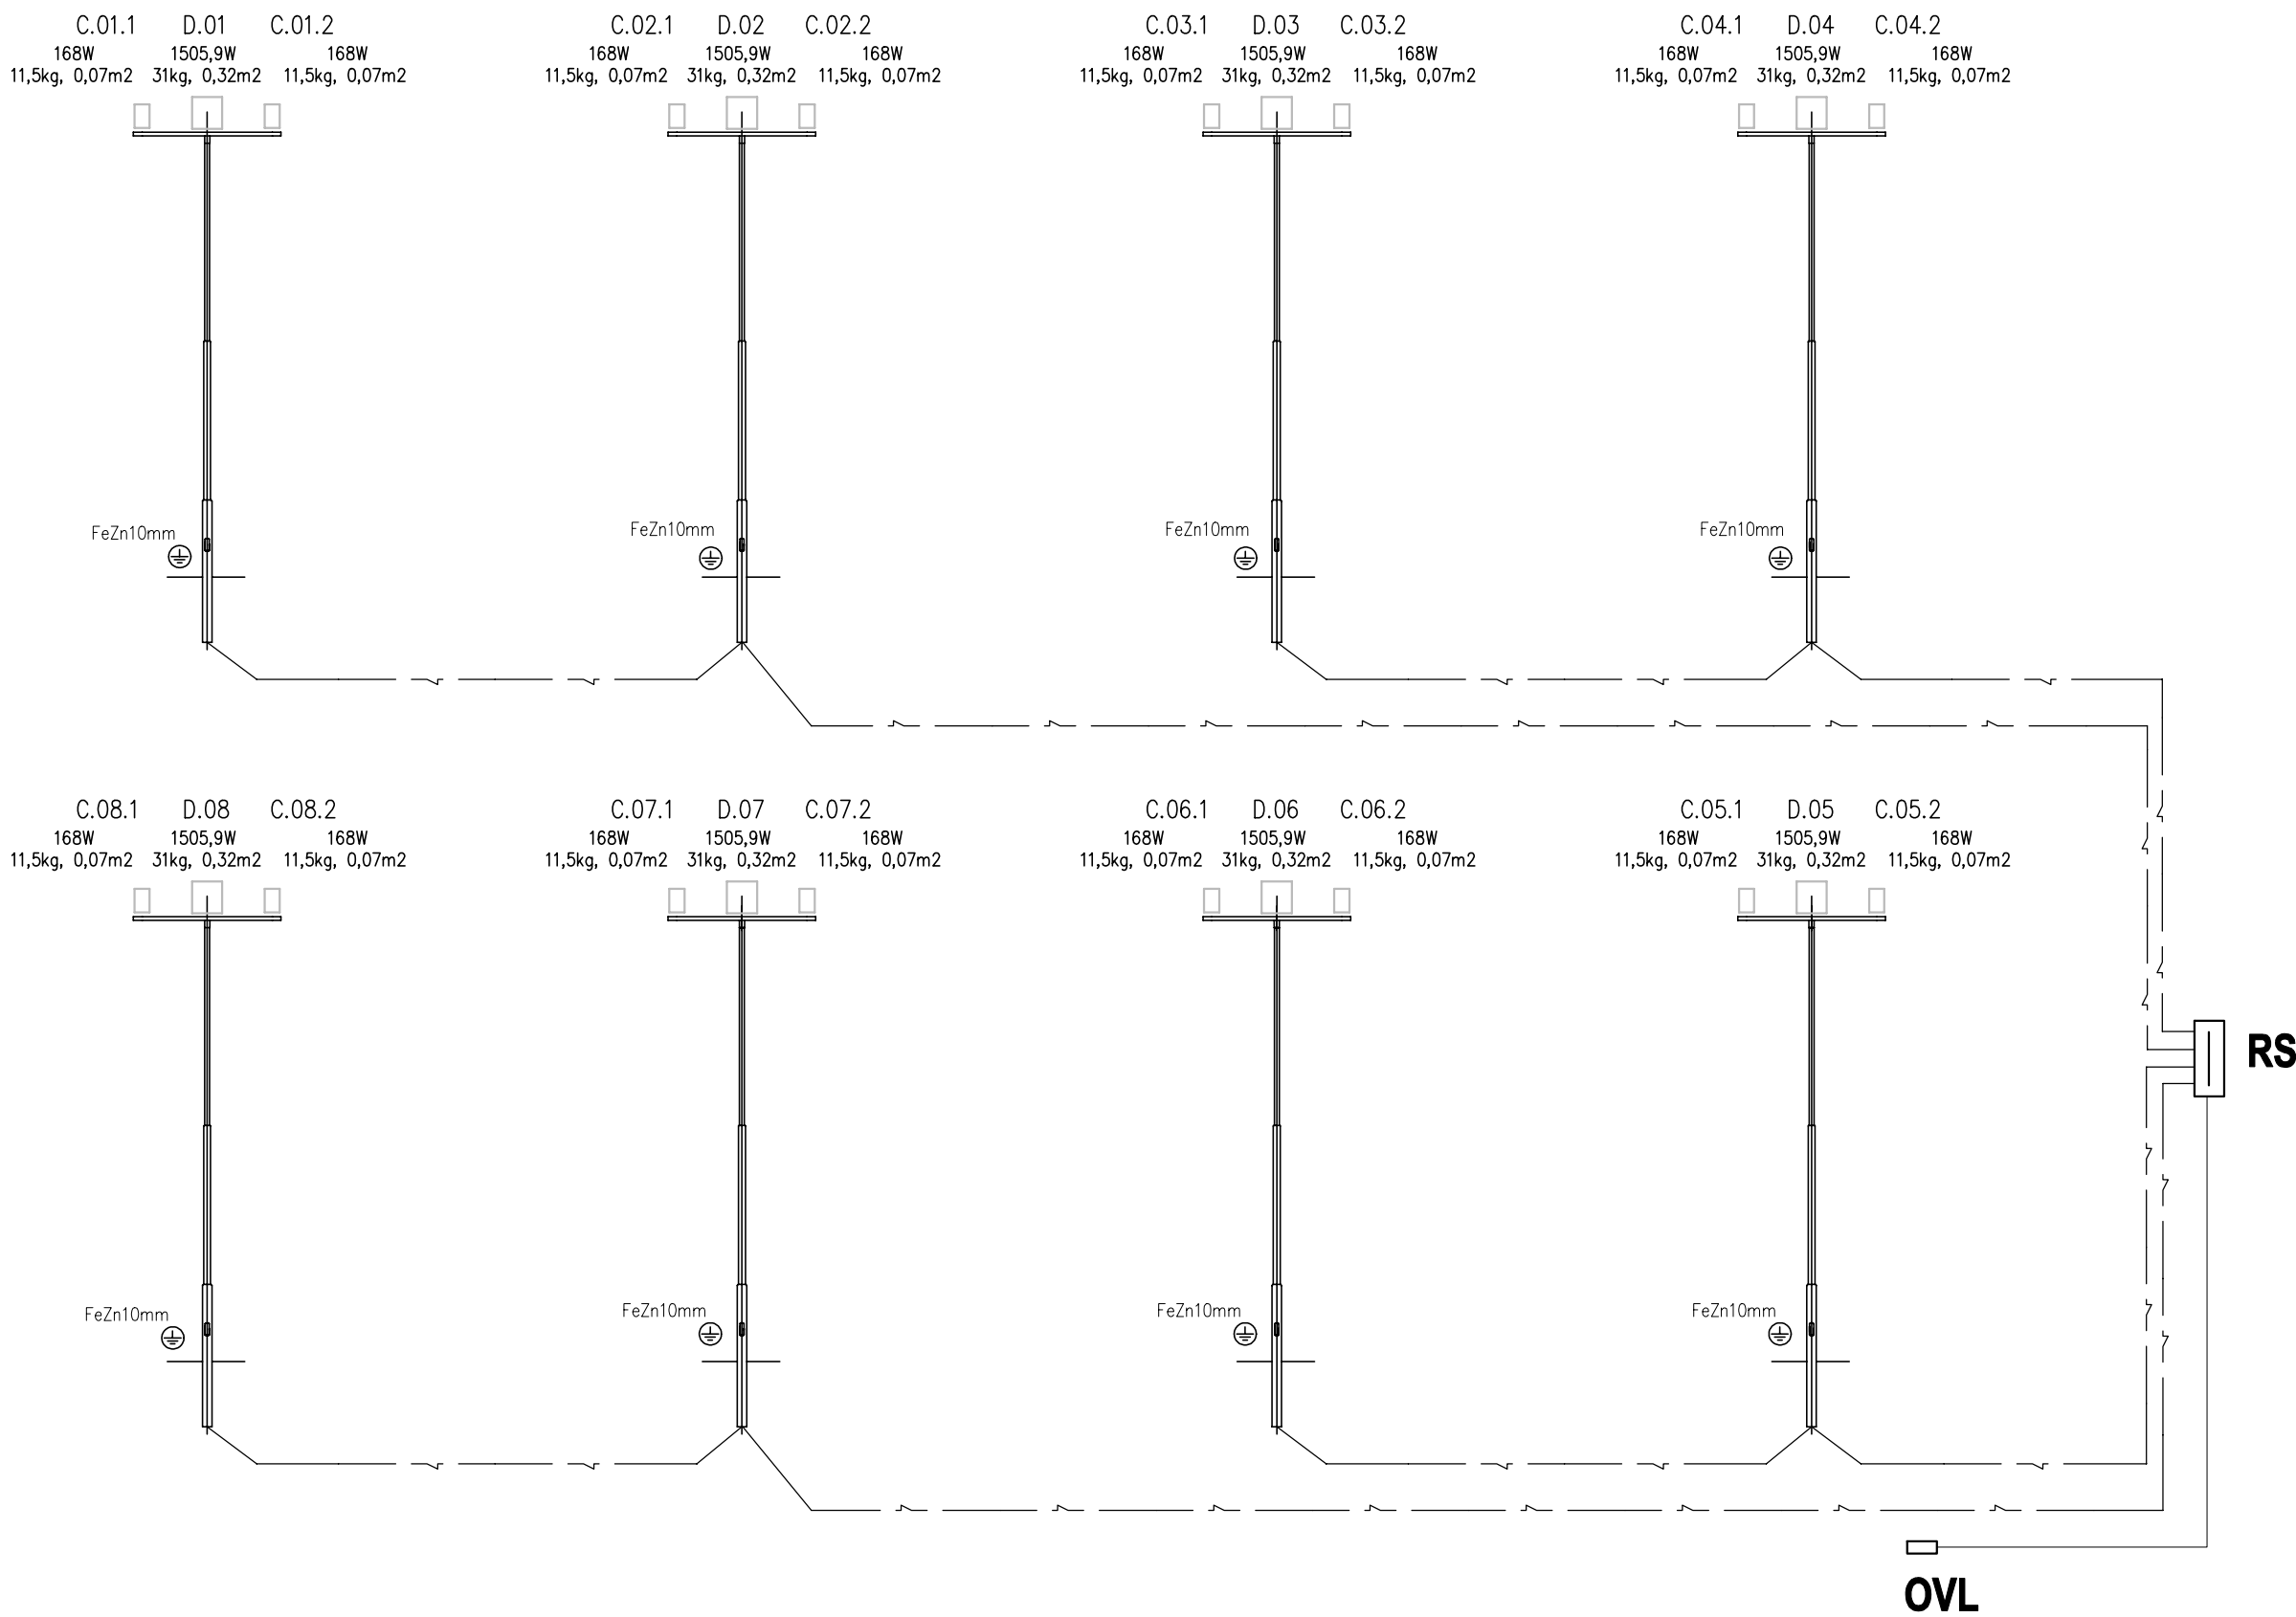 C.01.1 D.01 C.01.2 C.02.1 D.02 C.02.2 C.03.1 D.03 C.03.2 C.04.1 D.04 C.04.2
168W 1505,9W 168W 168W 1505,9W 168W 168W 1505,9W 168W 168W 1505,9W 168W
11,5kg, 0,07m2 31kg, 0,32m2 11,5kg, 0,07m2 11,5kg, 0,07m2 31kg, 0,32m2 11,5kg, 0,07m2 11,5kg, 0,07m2 31kg, 0,32m2 11,5kg, 0,07m2 11,5kg, 0,07m2 31kg, 0,32m2 11,5kg, 0,07m2
FeZn10mm FeZn10mm FeZn10mm FeZn10mm
C.08.1 D.08 C.08.2 C.07.1 D.07 C.07.2 C.06.1 D.06 C.06.2 C.05.1 D.05 C.05.2
168W 1505,9W 168W 168W 1505,9W 168W 168W 1505,9W 168W 168W 1505,9W 168W
11,5kg, 0,07m2 31kg, 0,32m2 11,5kg, 0,07m2 11,5kg, 0,07m2 31kg, 0,32m2 11,5kg, 0,07m2 11,5kg, 0,07m2 31kg, 0,32m2 11,5kg, 0,07m2 11,5kg, 0,07m2 31kg, 0,32m2 11,5kg, 0,07m2
RS
FeZn10mm FeZn10mm FeZn10mm FeZn10mm
OVL